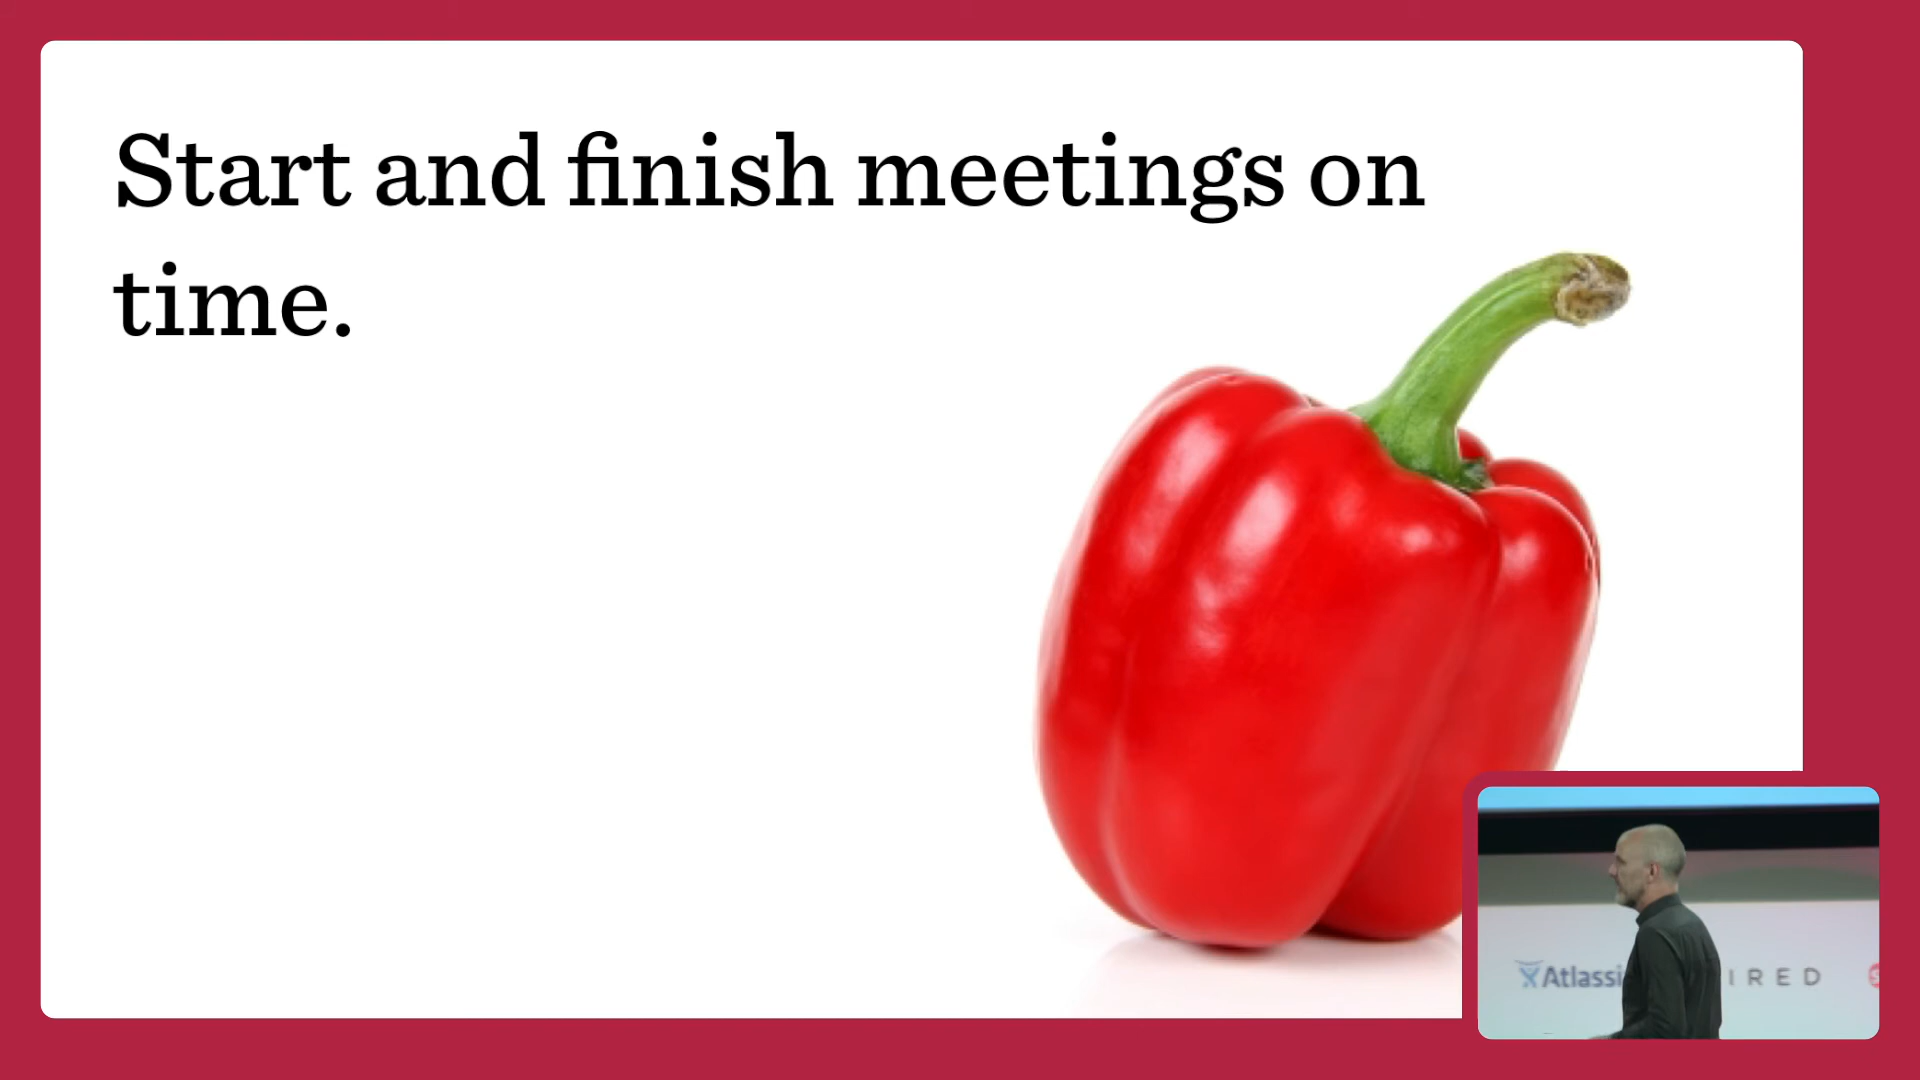 Start and finish meetings on
time.
Atlassi
IRED